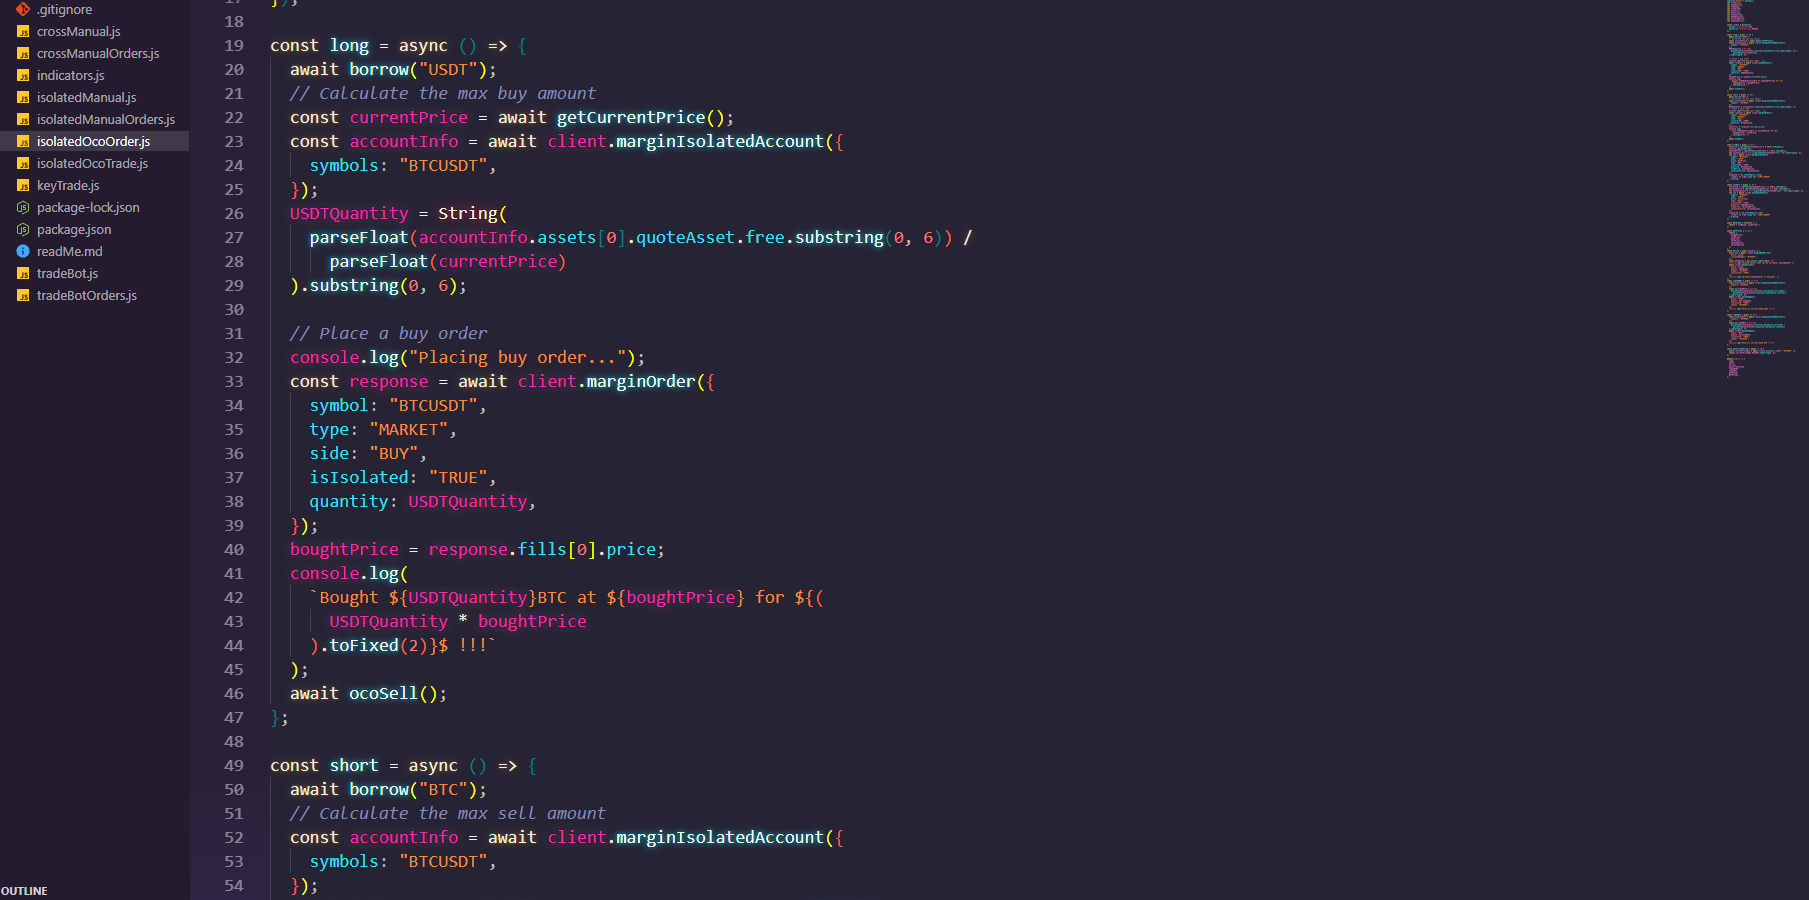 .gitignore
crossManual.js
crossManualOrders.js
indicators.js
isolatedManual.js
isolatedManualOrders.js
isolatedOcoOrder.js
isolatedOcoTrade.js
keyTrade.js
package-lock.json
package.json
readMe.md
tradeBot.js
tradeBotOrders.js
OUTLINE
17 });
18
19 const long = async () => {
20 await borrow("USDT");
21 // Calculate the max buy amount
22 const currentPrice = await getCurrentPrice();
23 const accountInfo = await client.marginIsolatedAccount({
24 symbols: "BTCUSDT",
25 });
26 USDTQuantity = String(
27 parseFloat(accountInfo.assets[0].quoteAsset.free.substring(0, 6)) /
28 parseFloat(currentPrice)
29 ).substring(0, 6);
30
31 // Place a buy order
32 console.log("Placing buy order...");
33 const response = await client.marginOrder({
34 symbol: "BTCUSDT",
35 type: "MARKET",
36 side: "BUY",
37 isIsolated: "TRUE",
38 quantity: USDTQuantity,
39 });
40 boughtPrice = response.fills[0].price;
41 console.log(
42 `Bought ${USDTQuantity}BTC at ${boughtPrice} for ${(
43 USDTQuantity * boughtPrice
44 ).toFixed(2)}$ !!!`
45 );
46 await ocoSell();
47 };
48
49 const short = async () => {
50 await borrow("BTC");
51 // Calculate the max sell amount
52 const accountInfo = await client.marginIsolatedAccount({
53 symbols: "BTCUSDT",
54 });